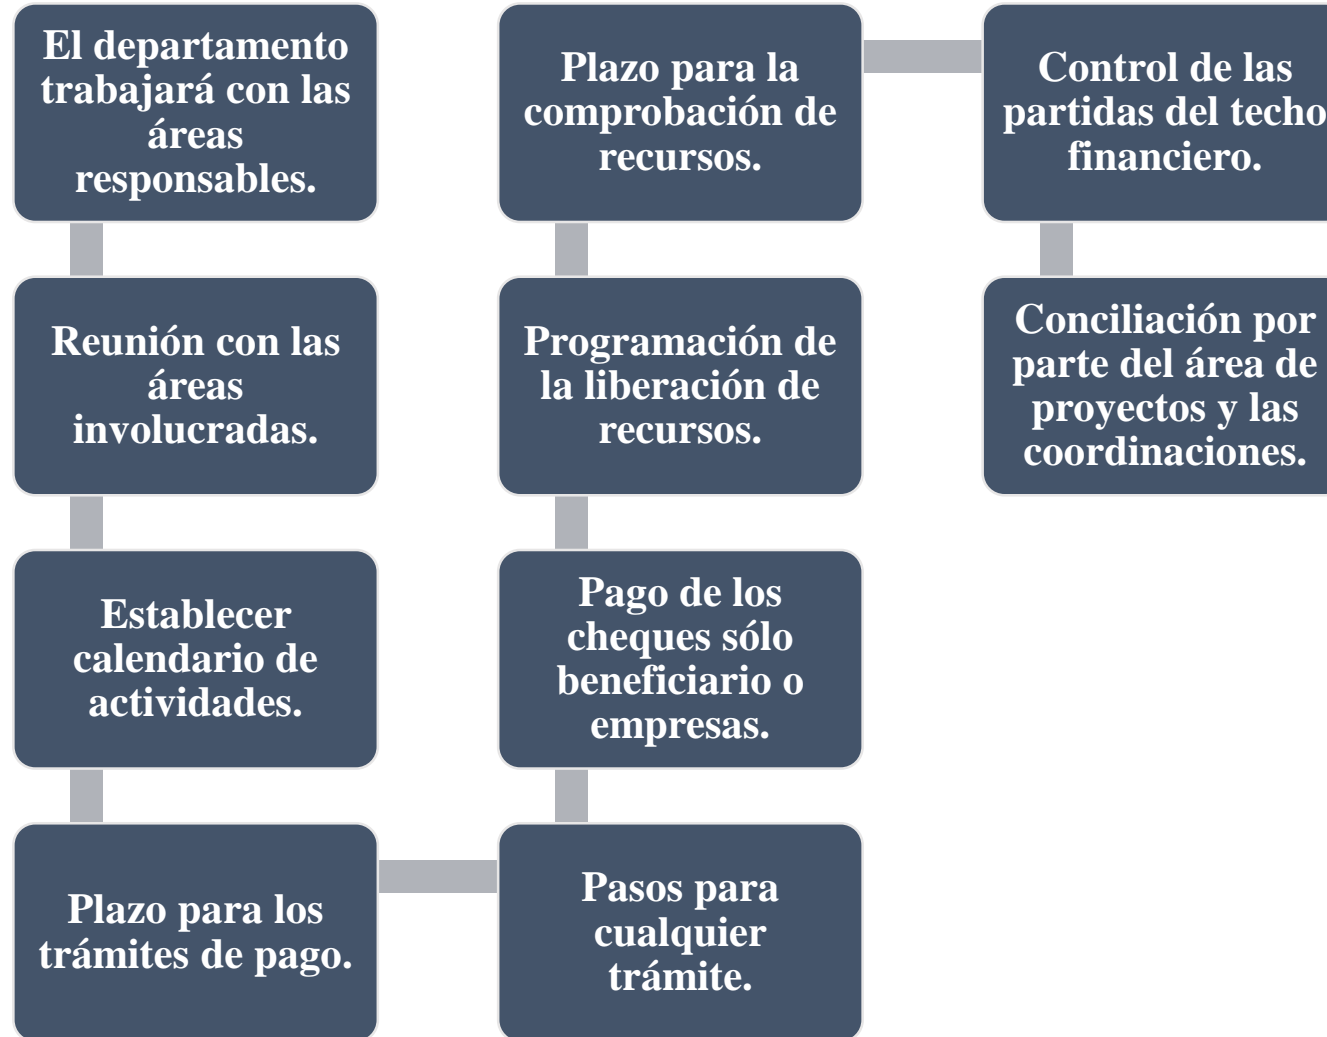 El departamento
trabajará con las
áreas
responsables.
Reunión con las
áreas
involucradas.
Establecer
calendario de
actividades.
Plazo para los
trámites de pago.
Pasos para
cualquier
trámite.
Pago de los
cheques sólo
beneficiario o
empresas.
Programación de
la liberación de
recursos.
Plazo para la
comprobación de
recursos.
Control de las
partidas del techo
financiero.
Conciliación por
parte del área de
proyectos y las
coordinaciones.